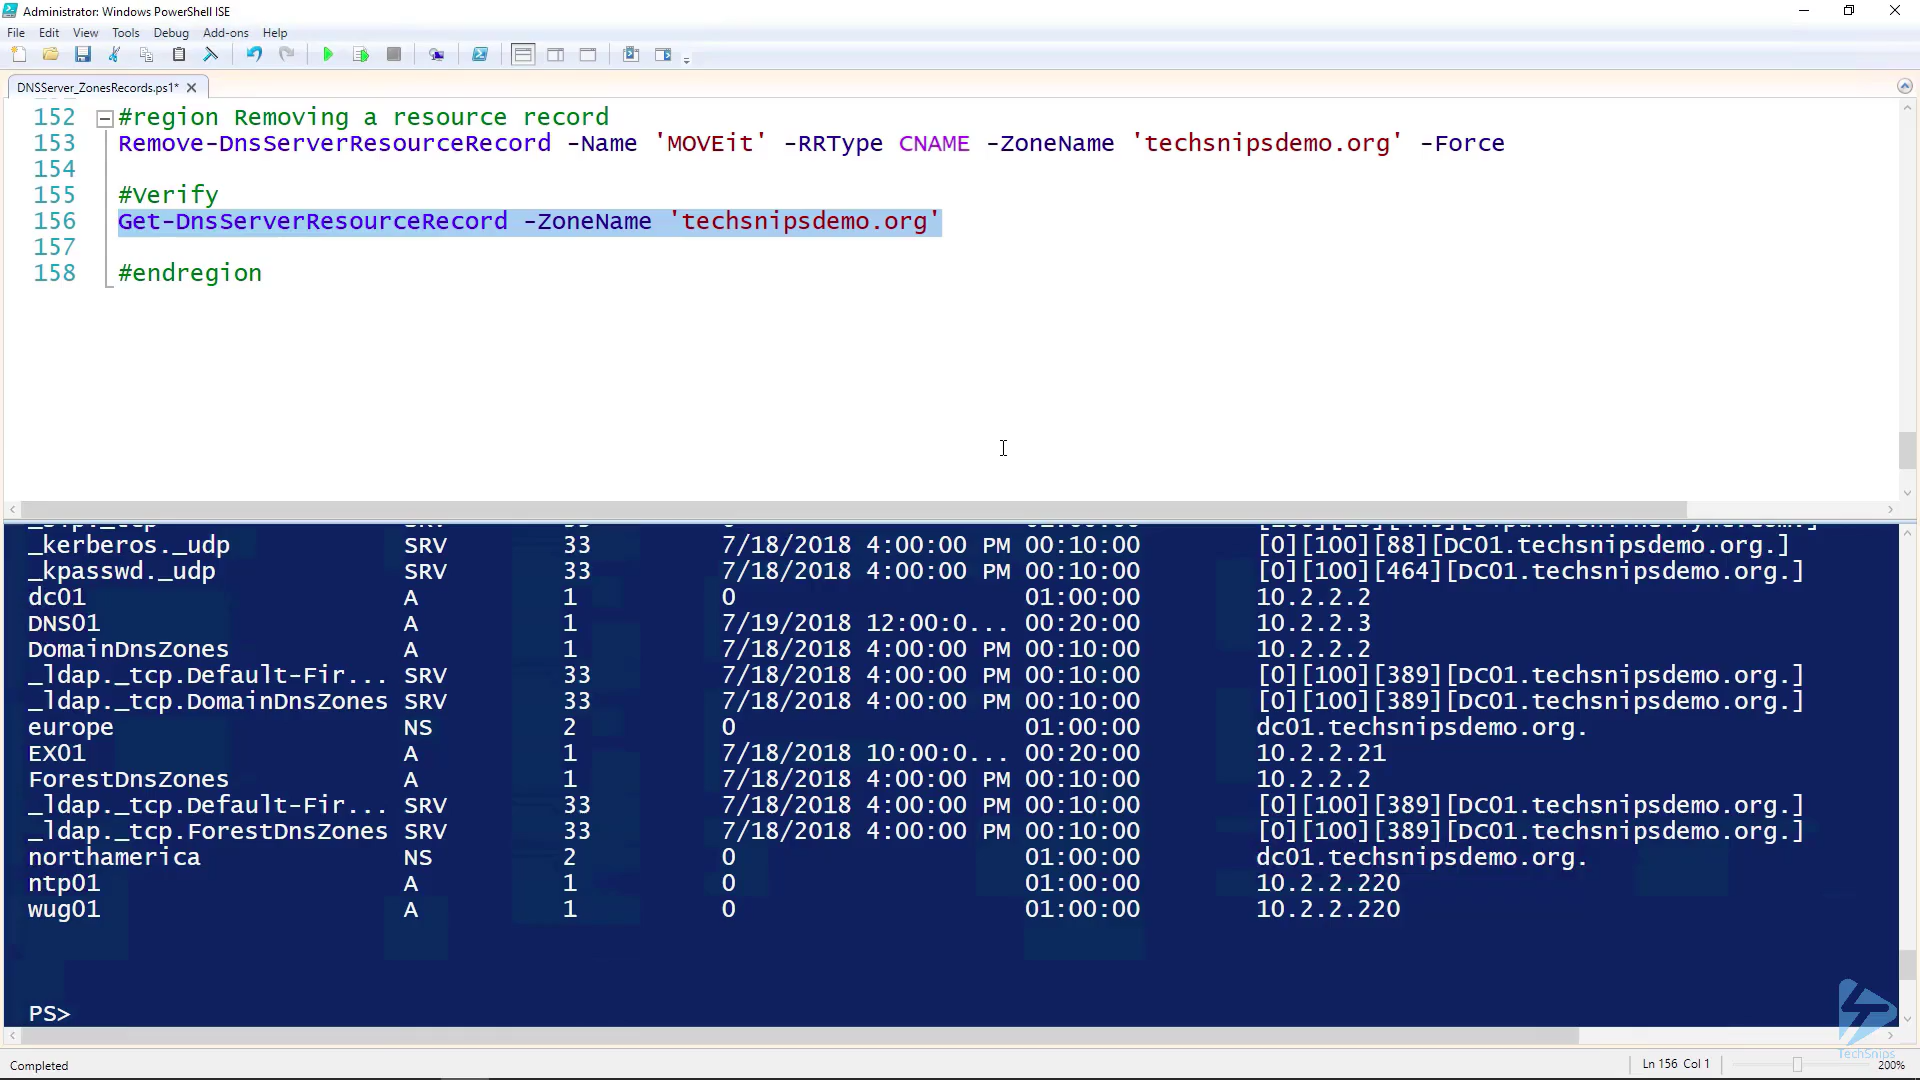 Administrator: Windows PowerShell ISE
File Edit View Tools Debug Add-ons Help
DNSServer_ZonesRecords.ps1*
152 #region Removing a resource record
153 Remove-DnsServerResourceRecord -Name 'MOVEit' -RRType CNAME -ZoneName 'techsnipsdemo.org' -Force
154
155 #Verify
156 Get-DnsServerResourceRecord -ZoneName 'techsnipsdemo.org'
157
158 #endregion
_kerberos._udp SRV 33 7/18/2018 4:00:00 PM 00:10:00 [0][100][88][DC01.techsnipsdemo.org.]
_kpasswd._udp SRV 33 7/18/2018 4:00:00 PM 00:10:00 [0][100][464][DC01.techsnipsdemo.org.]
dc01 A 1 0 01:00:00 10.2.2.2
DNS01 A 1 7/19/2018 12:00:0... 00:20:00 10.2.2.3
DomainDnsZones A 1 7/18/2018 4:00:00 PM 00:10:00 10.2.2.2
_ldap._tcp.Default-Fir... SRV 33 7/18/2018 4:00:00 PM 00:10:00 [0][100][389][DC01.techsnipsdemo.org.]
_ldap._tcp.DomainDnsZones SRV 33 7/18/2018 4:00:00 PM 00:10:00 [0][100][389][DC01.techsnipsdemo.org.]
europe NS 2 0 01:00:00 dc01.techsnipsdemo.org.
EX01 A 1 7/18/2018 10:00:0... 00:20:00 10.2.2.21
ForestDnsZones A 1 7/18/2018 4:00:00 PM 00:10:00 10.2.2.2
_ldap._tcp.Default-Fir... SRV 33 7/18/2018 4:00:00 PM 00:10:00 [0][100][389][DC01.techsnipsdemo.org.]
_ldap._tcp.ForestDnsZones SRV 33 7/18/2018 4:00:00 PM 00:10:00 [0][100][389][DC01.techsnipsdemo.org.]
northamerica NS 2 0 01:00:00 dc01.techsnipsdemo.org.
ntp01 A 1 0 01:00:00 10.2.2.220
wug01 A 1 0 01:00:00 10.2.2.220
PS>
TechSnips
Completed Ln 156 Col 1 200%